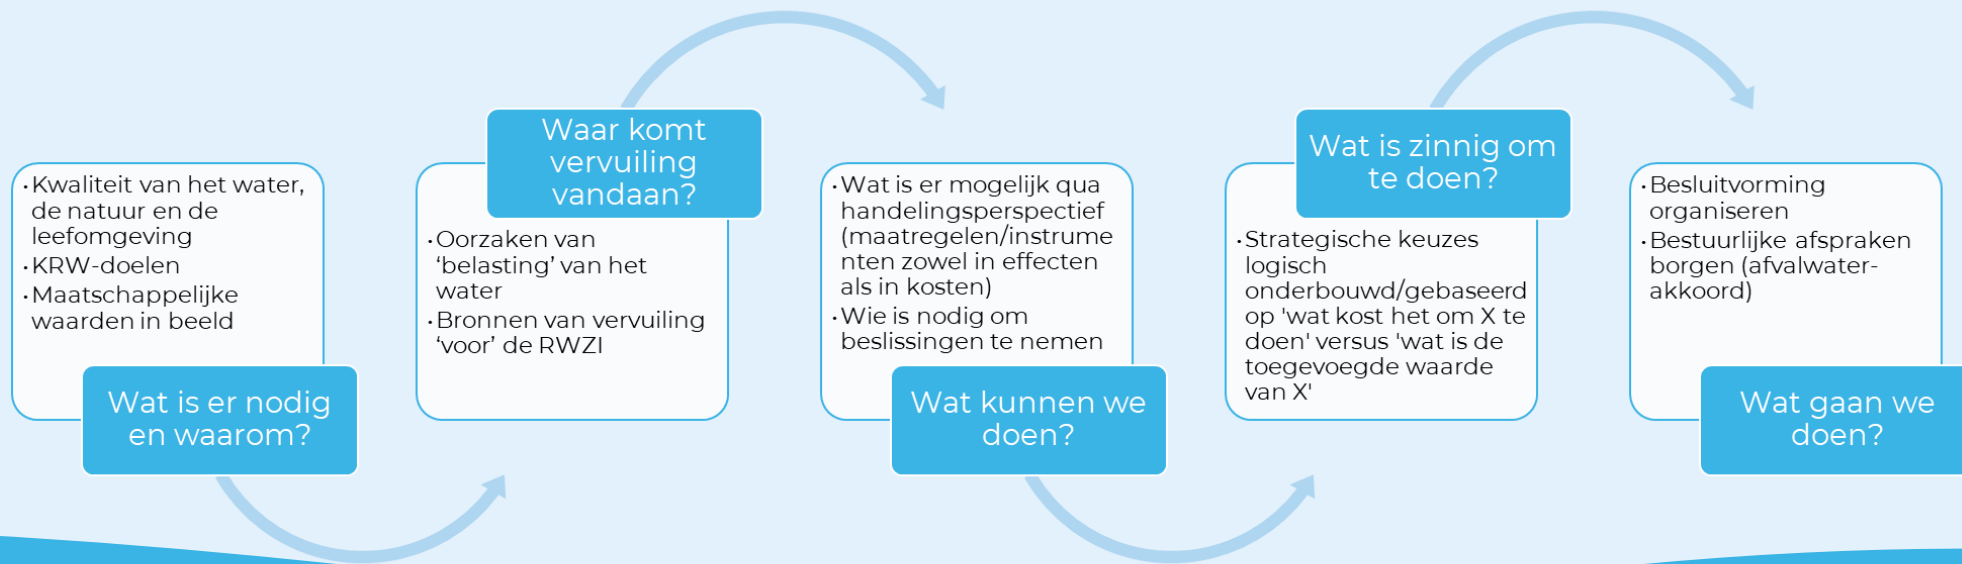 ·Kwaliteit van het water,
de natuur en de
leefomgeving
·KRW-doelen
·Maatschappelijke
waarden in beeld
Wat is er nodig
en waarom?
Waar komt
vervuiling
vandaan?
·Oorzaken van
‘belasting’ van het
water
·Bronnen van vervuiling
‘voor’ de RWZI
·Wat is er mogelijk qua
handelingsperspectief
(maatregelen/instrume
nten zowel in effecten
als in kosten)
·Wie is nodig om
beslissingen te nemen
Wat kunnen we
doen?
Wat is zinnig om
te doen?
·Strategische keuzes
logisch
onderbouwd/gebaseerd
op 'wat kost het om X te
doen' versus 'wat is de
toegevoegde waarde
van X'
·Besluitvorming
organiseren
·Bestuurlijke afspraken
borgen (afvalwater-
akkoord)
Wat gaan we
doen?